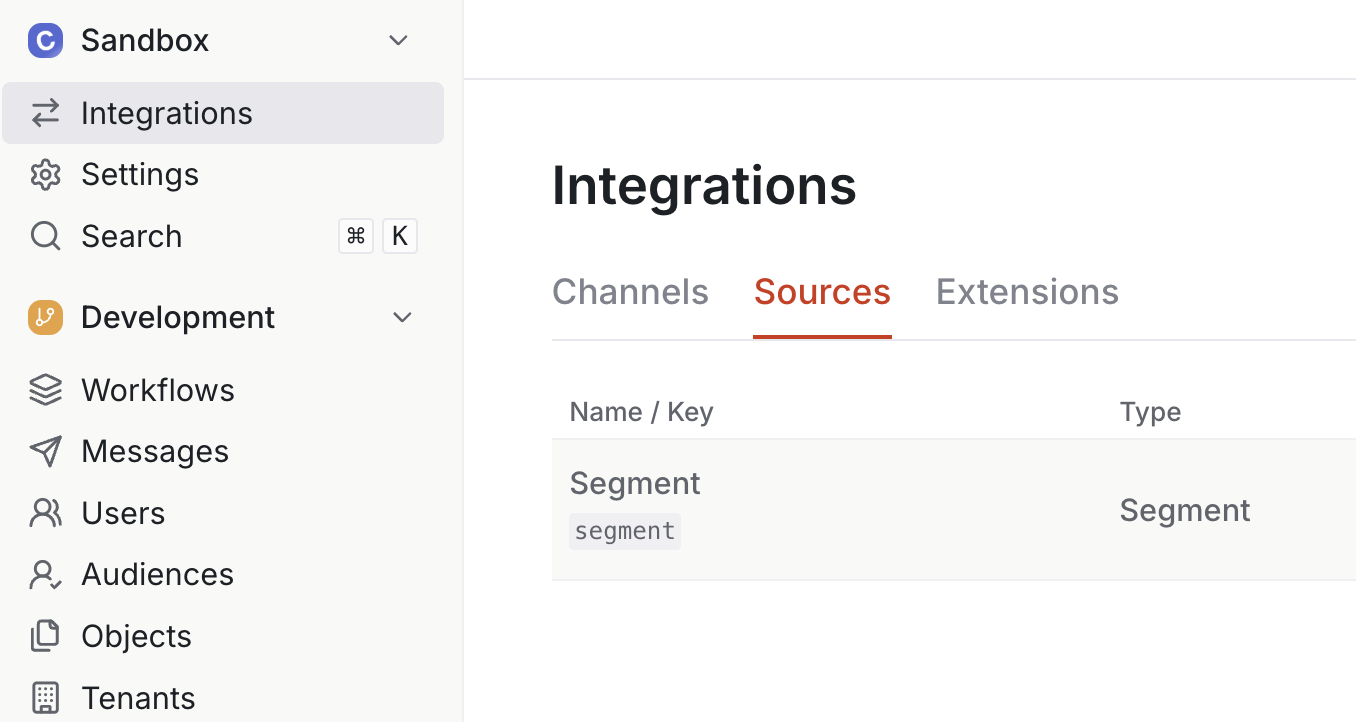 C Sandbox
Integrations
Settings
Search ⌘ K
Development
Workflows
Messages
Users
Audiences
Objects
Tenants
Integrations
Channels Sources Extensions
Name / Key Type
Segment
segment
Segment